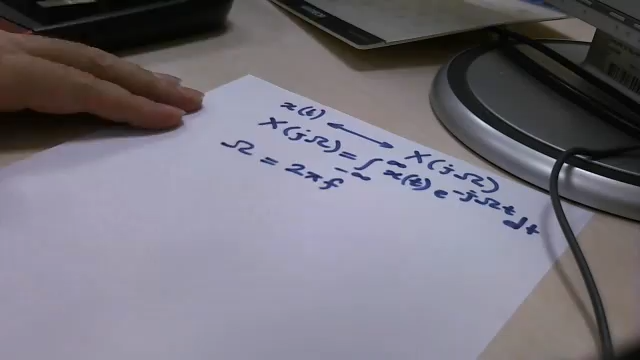 x(t) ⟷ X(jΩ)
X(jΩ) = ∫_{-∞}^{∞} x(t) e^{-jΩt} dt
Ω = 2πf